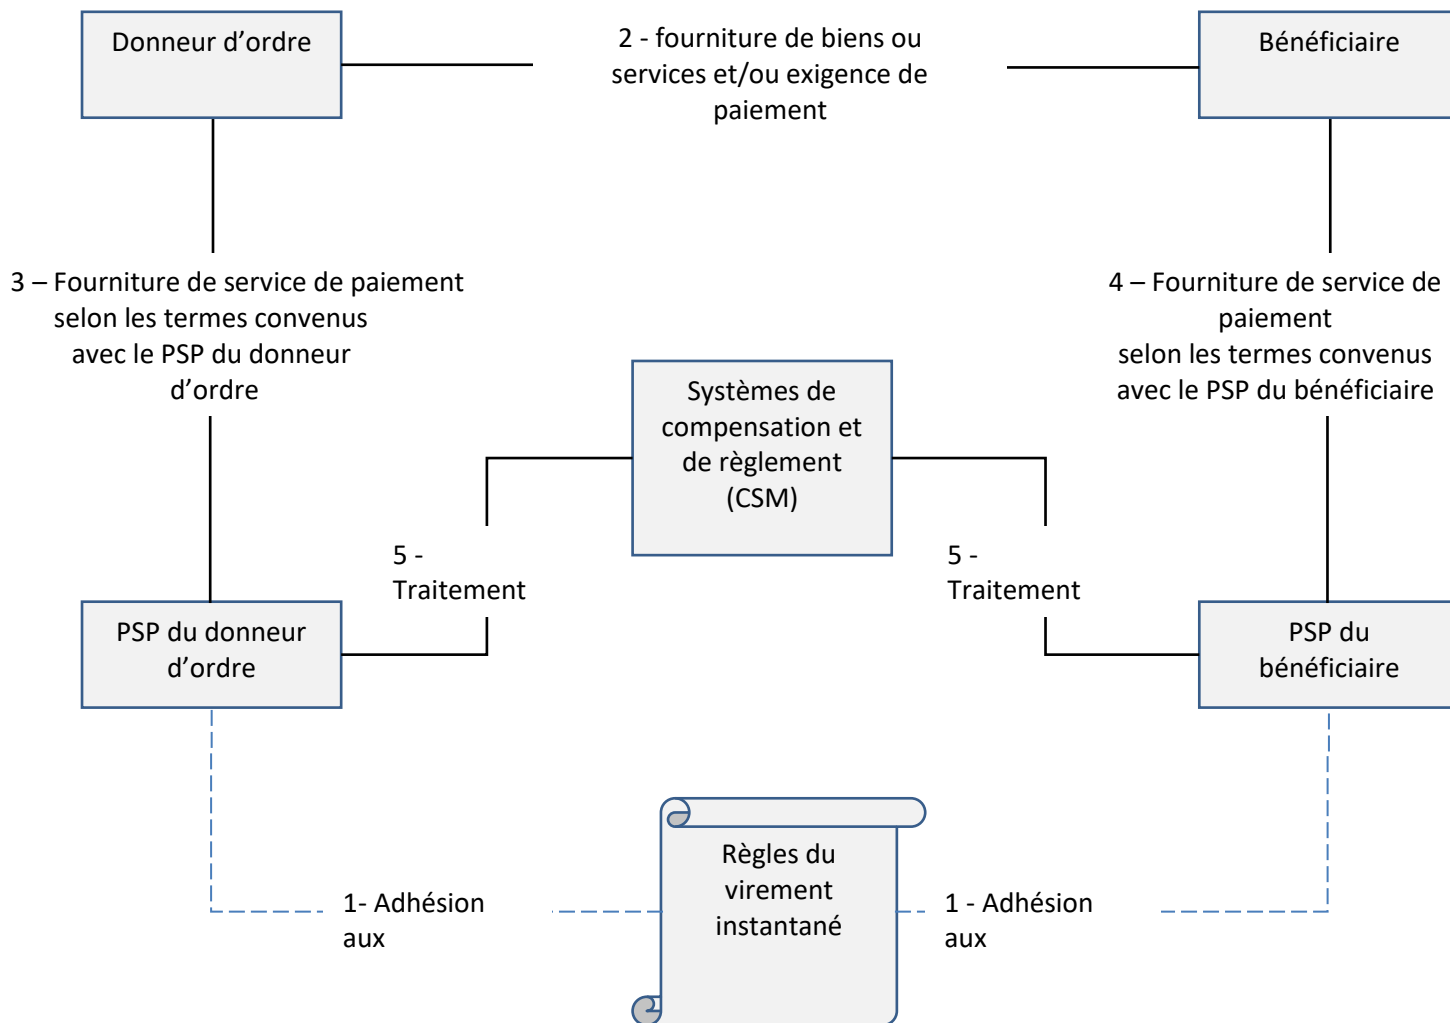 Donneur d'ordre
2 - fourniture de biens ou
services et/ou exigence de
paiement
Bénéficiaire
3 – Fourniture de service de paiement
selon les termes convenus
avec le PSP du donneur
d'ordre
4 – Fourniture de service de
paiement
selon les termes convenus
avec le PSP du bénéficiaire
Systèmes de
compensation et
de règlement
(CSM)
5 -
Traitement
5 -
Traitement
PSP du donneur
d'ordre
PSP du
bénéficiaire
Règles du
virement
instantané
1- Adhésion
aux
1 - Adhésion
aux